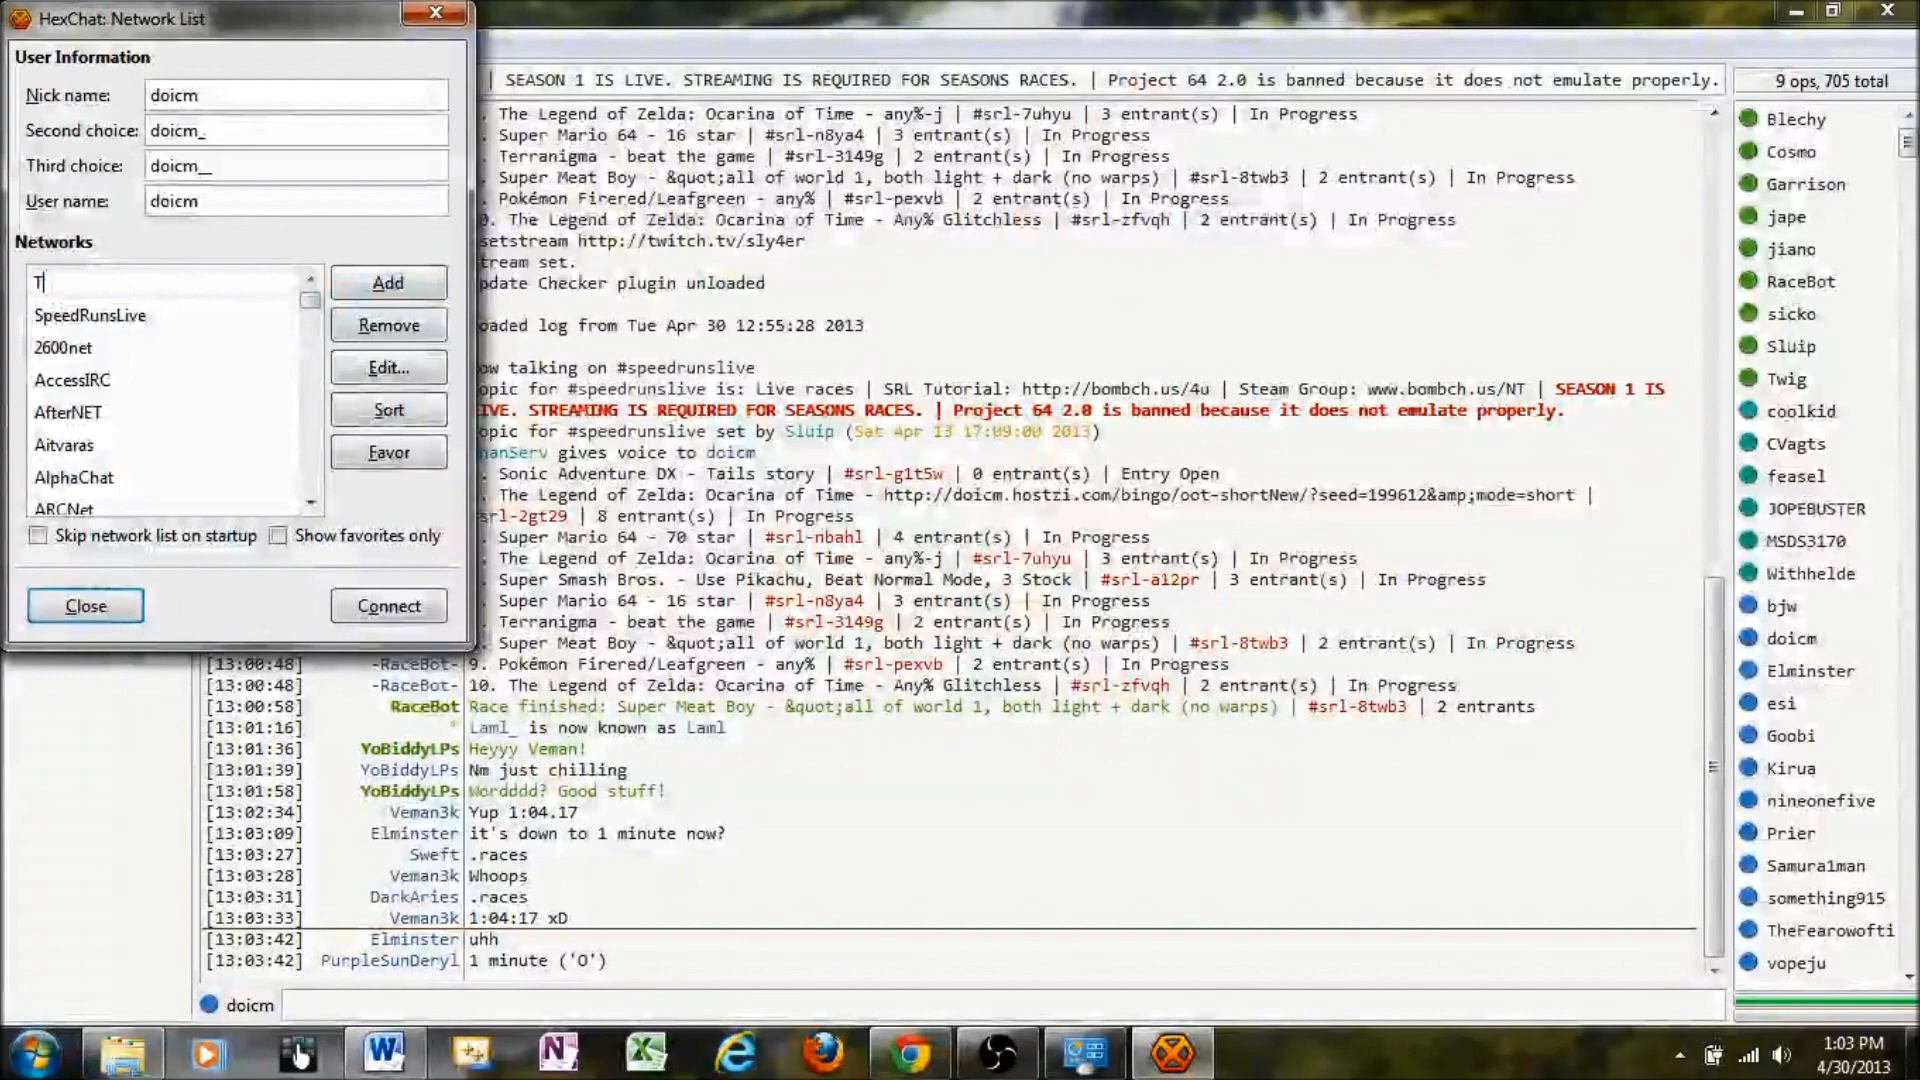 HexChat: Network List
User Information
Nick name: doicm
Second choice: doicm_
Third choice: doicm__
User name: doicm
Networks
T
SpeedRunsLive
2600net
AccessIRC
AfterNET
Aitvaras
AlphaChat
ARCNet
Add
Remove
Edit...
Sort
Favor
Skip network list on startup
Show favorites only
Close
Connect
| SEASON 1 IS LIVE. STREAMING IS REQUIRED FOR SEASONS RACES. | Project 64 2.0 is banned because it does not emulate properly.
. The Legend of Zelda: Ocarina of Time - any%-j | #srl-7uhyu | 3 entrant(s) | In Progress
. Super Mario 64 - 16 star | #srl-n8ya4 | 3 entrant(s) | In Progress
. Terranigma - beat the game | #srl-3149g | 2 entrant(s) | In Progress
. Super Meat Boy - &quot;all of world 1, both light + dark (no warps) | #srl-8twb3 | 2 entrant(s) | In Progress
. Pokémon Firered/Leafgreen - any% | #srl-pexvb | 2 entrant(s) | In Progress
0. The Legend of Zelda: Ocarina of Time - Any% Glitchless | #srl-zfvqh | 2 entrant(s) | In Progress
setstream http://twitch.tv/sly4er
tream set.
pdate Checker plugin unloaded
oaded log from Tue Apr 30 12:55:28 2013
ow talking on #speedrunslive
opic for #speedrunslive is: Live races | SRL Tutorial: http://bombch.us/4u | Steam Group: www.bombch.us/NT | SEASON 1 IS
IVE. STREAMING IS REQUIRED FOR SEASONS RACES. | Project 64 2.0 is banned because it does not emulate properly.
opic for #speedrunslive set by Sluip (Sat Apr 13 17:09:00 2013)
hanServ gives voice to doicm
. Sonic Adventure DX - Tails story | #srl-g1t5w | 0 entrant(s) | Entry Open
. The Legend of Zelda: Ocarina of Time - http://doicm.hostzi.com/bingo/oot-shortNew/?seed=199612&amp;mode=short |
srl-2gt29 | 8 entrant(s) | In Progress
. Super Mario 64 - 70 star | #srl-nbahl | 4 entrant(s) | In Progress
. The Legend of Zelda: Ocarina of Time - any%-j | #srl-7uhyu | 3 entrant(s) | In Progress
. Super Smash Bros. - Use Pikachu, Beat Normal Mode, 3 Stock | #srl-a12pr | 3 entrant(s) | In Progress
. Super Mario 64 - 16 star | #srl-n8ya4 | 3 entrant(s) | In Progress
. Terranigma - beat the game | #srl-3149g | 2 entrant(s) | In Progress
. Super Meat Boy - &quot;all of world 1, both light + dark (no warps) | #srl-8twb3 | 2 entrant(s) | In Progress
[13:00:48] -RaceBot- 9. Pokémon Firered/Leafgreen - any% | #srl-pexvb | 2 entrant(s) | In Progress
[13:00:48] -RaceBot- 10. The Legend of Zelda: Ocarina of Time - Any% Glitchless | #srl-zfvqh | 2 entrant(s) | In Progress
[13:00:58] RaceBot Race finished: Super Meat Boy - &quot;all of world 1, both light + dark (no warps) | #srl-8twb3 | 2 entrants
[13:01:16] * Laml_ is now known as Laml
[13:01:36] YoBiddyLPs Heyyy Veman!
[13:01:39] YoBiddyLPs Nm just chilling
[13:01:58] YoBiddyLPs Wordddd? Good stuff!
[13:02:34] Veman3k Yup 1:04.17
[13:03:09] Elminster it's down to 1 minute now?
[13:03:27] Sweft .races
[13:03:28] Veman3k Whoops
[13:03:31] DarkAries .races
[13:03:33] Veman3k 1:04:17 xD
[13:03:42] Elminster uhh
[13:03:42] PurpleSunDeryl 1 minute ('O')
doicm
9 ops, 705 total
Blechy
Cosmo
Garrison
jape
jiano
RaceBot
sicko
Sluip
Twig
coolkid
CVagts
feasel
JOPEBUSTER
MSDS3170
Withhelde
bjw
doicm
Elminster
esi
Goobi
Kirua
nineonefive
Prier
Samura1man
something915
TheFearowofti
vopeju
1:03 PM
4/30/2013